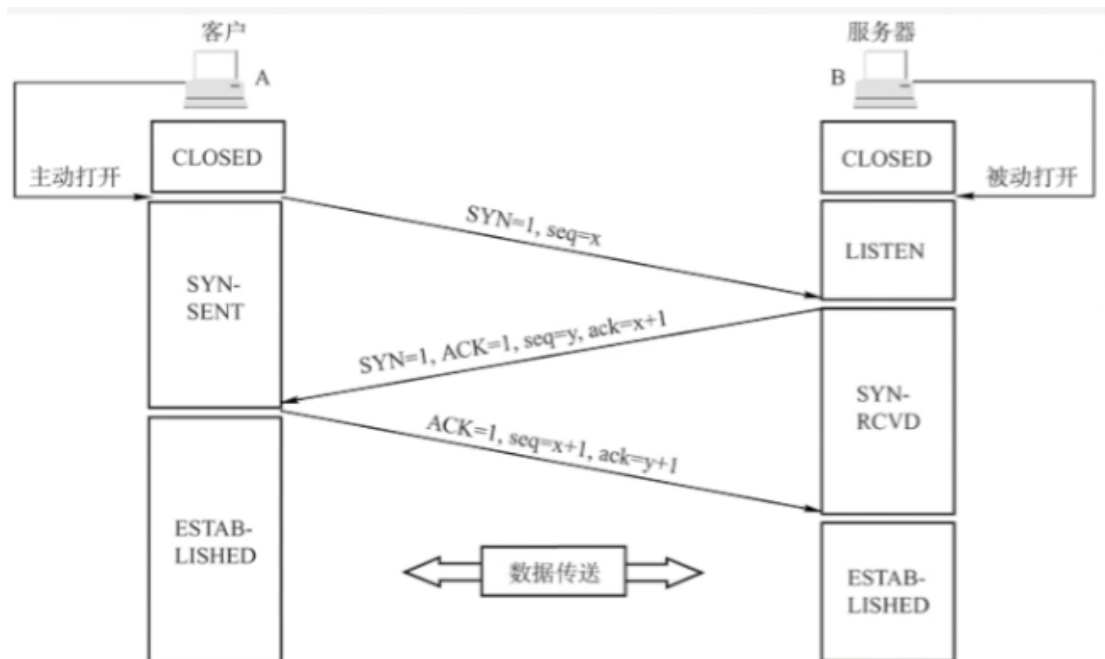 客户
服务器
A
B
CLOSED
CLOSED
主动打开
被动打开
SYN=1, seq=x
LISTEN
SYN-
SENT
SYN=1, ACK=1, seq=y, ack=x+1
SYN-
RCVD
ACK=1, seq=x+1, ack=y+1
ESTAB-
LISHED
数据传送
ESTAB-
LISHED